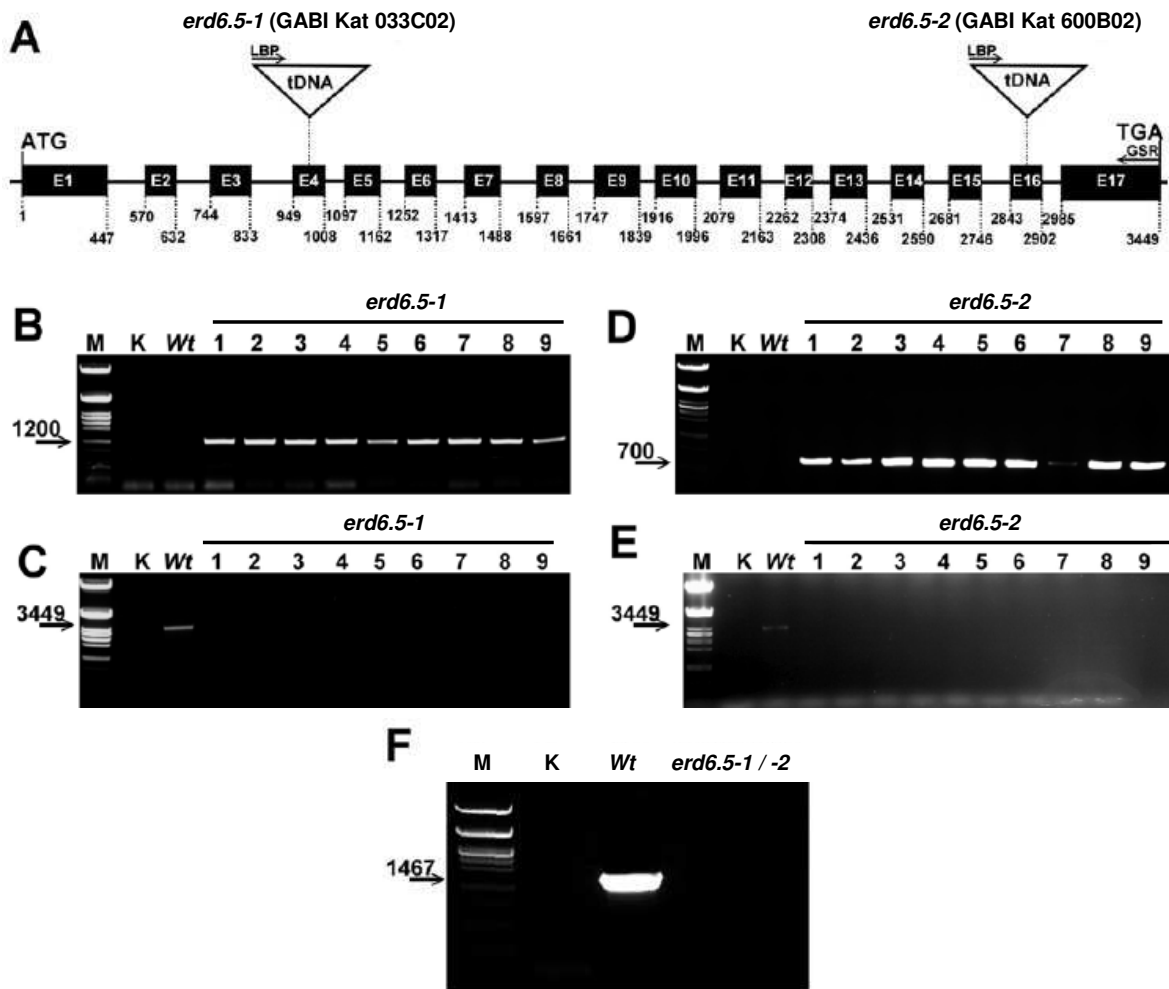 A
erd6.5-1 (GABI Kat 033C02)
erd6.5-2 (GABI Kat 600B02)
LBP
tDNA
LBP
tDNA
ATG
TGA
GSR
E1 E2 E3 E4 E5 E6 E7 E8 E9 E10 E11 E12 E13 E14 E15 E16 E17
1 570 744 949 1097 1252 1413 1597 1747 1916 2079 2262 2374 2531 2681 2843 2985
447 632 833 1008 1162 1317 1488 1661 1839 1996 2163 2308 2436 2590 2746 2902 3449
B
erd6.5-1
M K Wt 1 2 3 4 5 6 7 8 9
1200
D
erd6.5-2
M K Wt 1 2 3 4 5 6 7 8 9
700
C
erd6.5-1
M K Wt 1 2 3 4 5 6 7 8 9
3449
E
erd6.5-2
M K Wt 1 2 3 4 5 6 7 8 9
3449
F
M K Wt erd6.5-1 / -2
1467